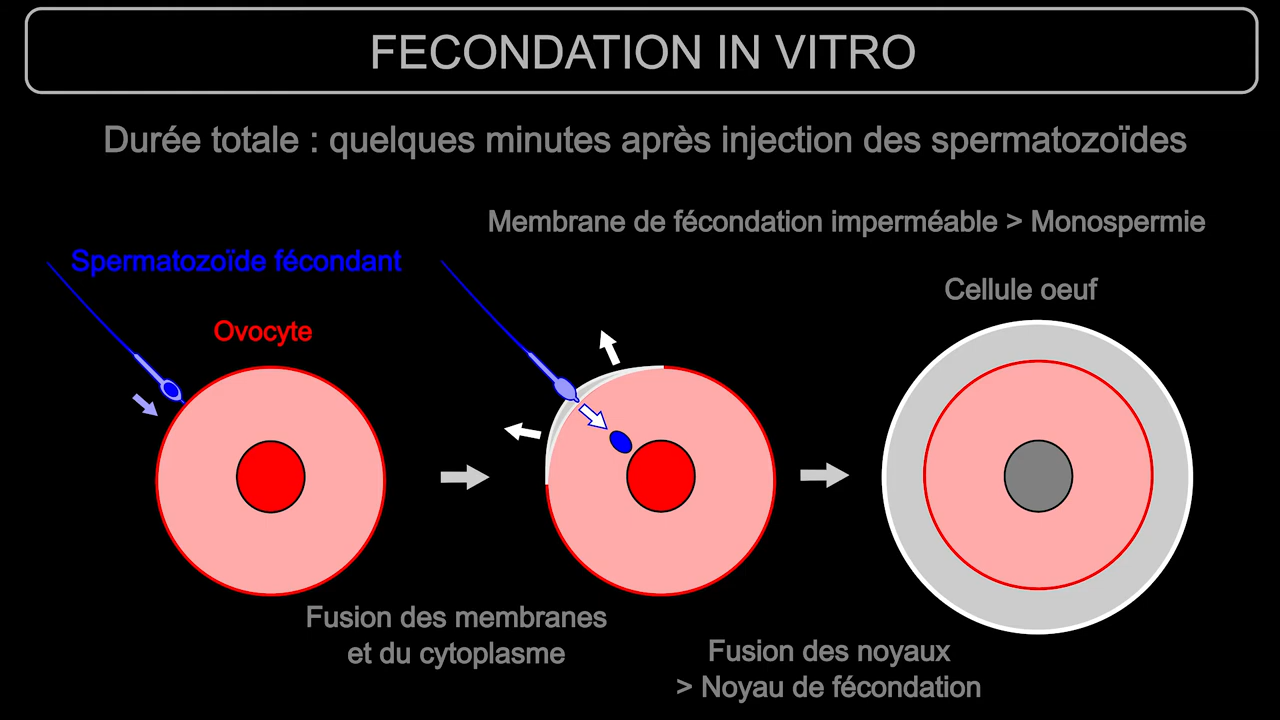 FECONDATION IN VITRO
Durée totale : quelques minutes après injection des spermatozoïdes
Membrane de fécondation imperméable > Monospermie
Spermatozoïde fécondant
Cellule oeuf
Ovocyte
Fusion des membranes
et du cytoplasme
Fusion des noyaux
> Noyau de fécondation